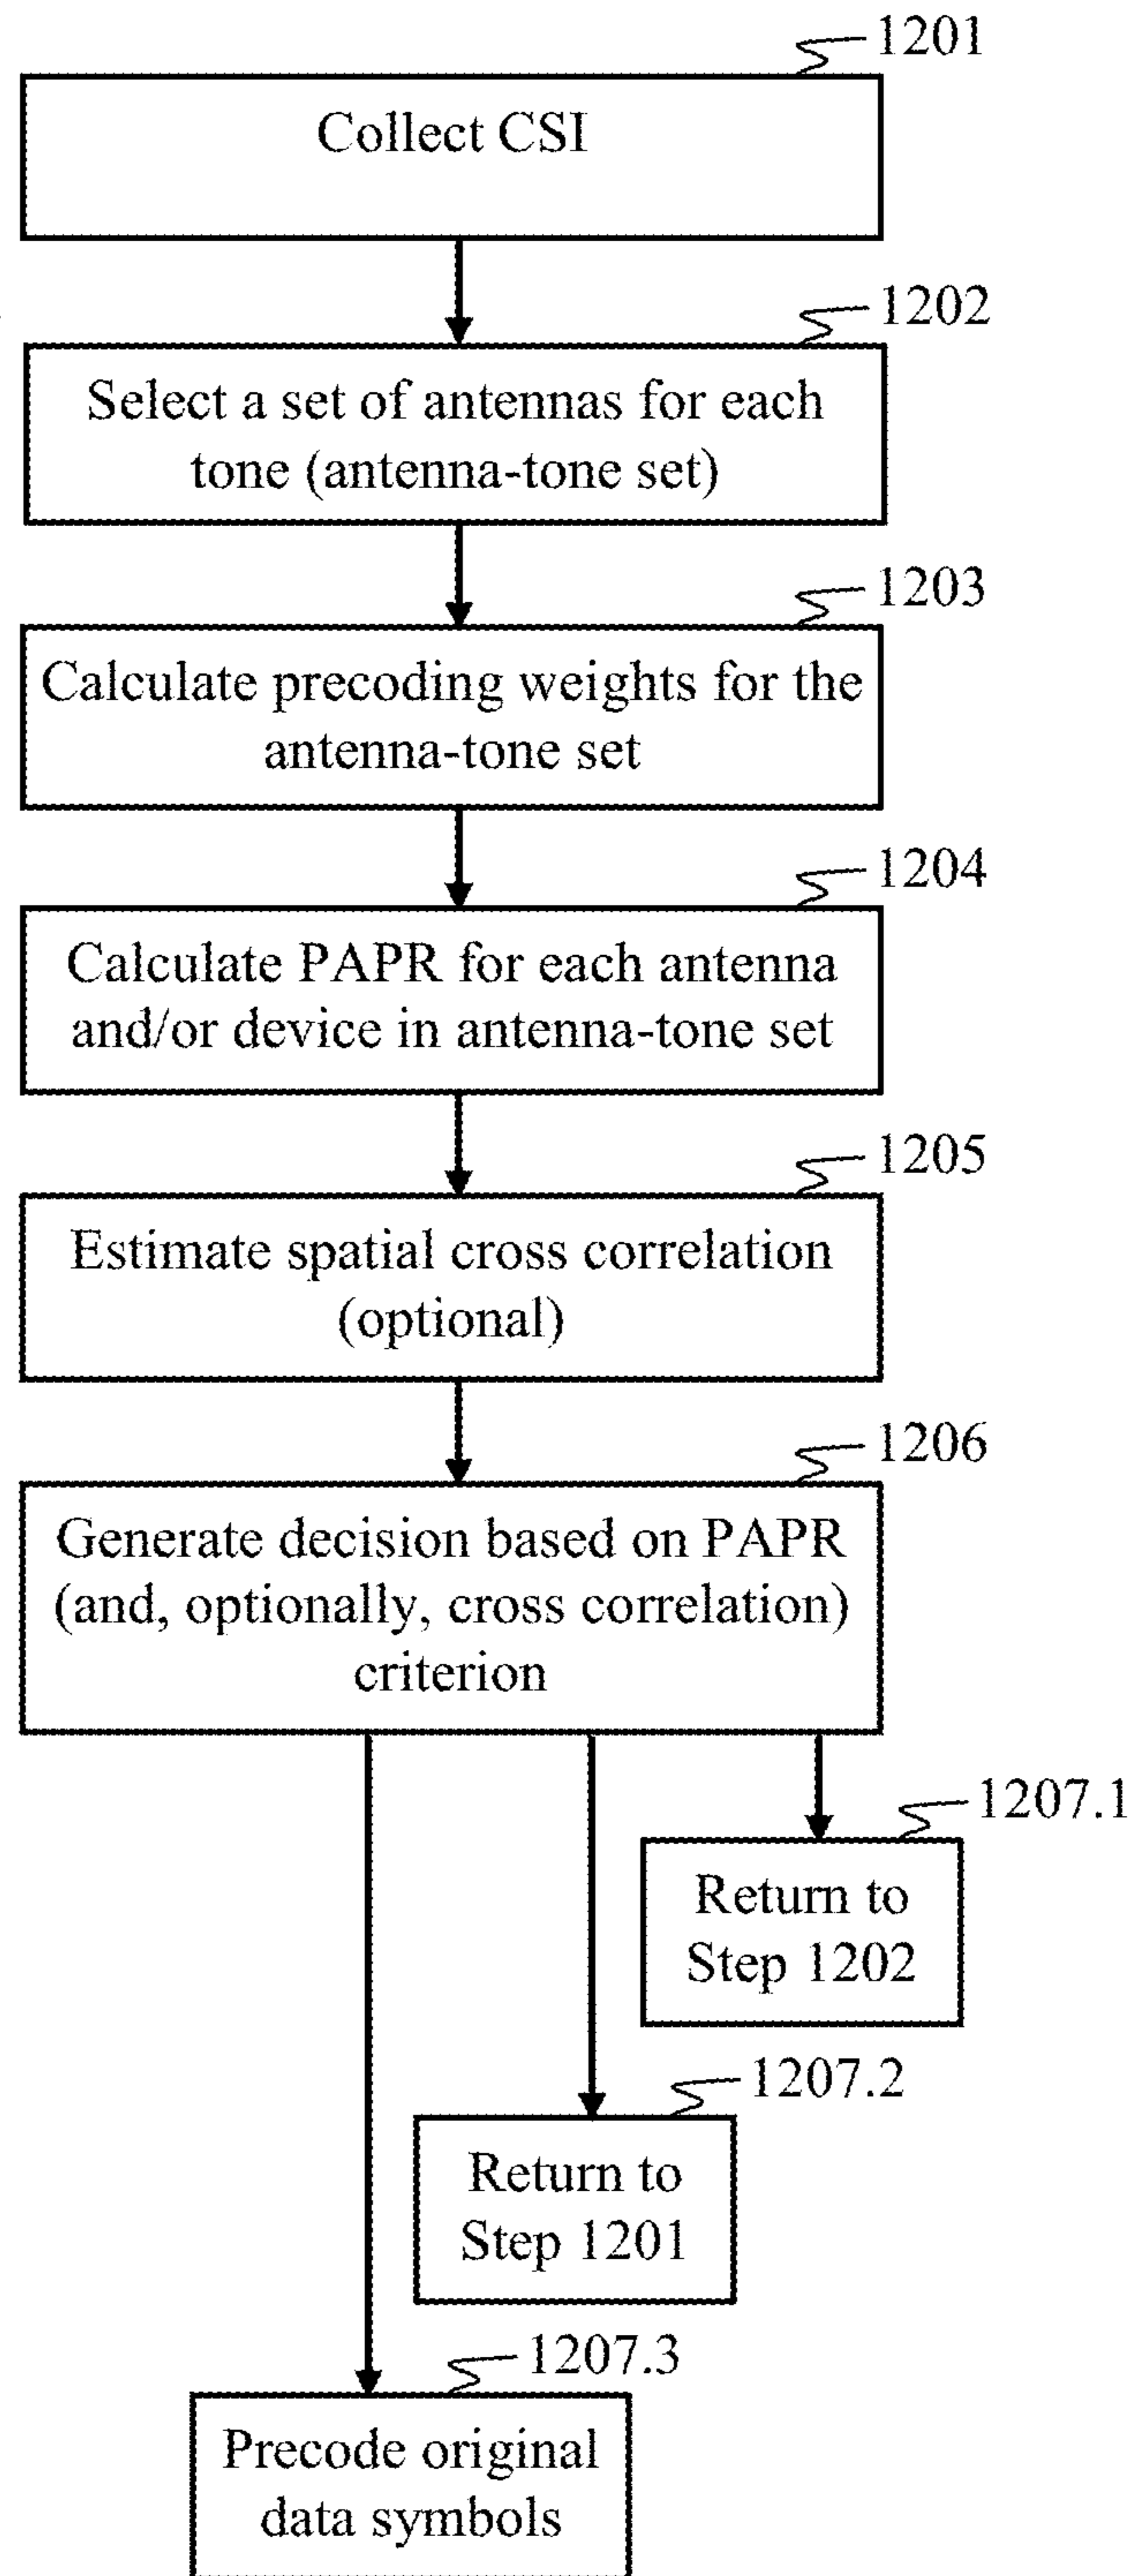 1201
Collect CSI
1202
Select a set of antennas for each
tone (antenna-tone set)
1203
Calculate precoding weights for the
antenna-tone set
1204
Calculate PAPR for each antenna
and/or device in antenna-tone set
1205
Estimate spatial cross correlation
(optional)
1206
Generate decision based on PAPR
(and, optionally, cross correlation)
criterion
1207.1
Return to
Step 1202
1207.2
Return to
Step 1201
1207.3
Precode original
data symbols